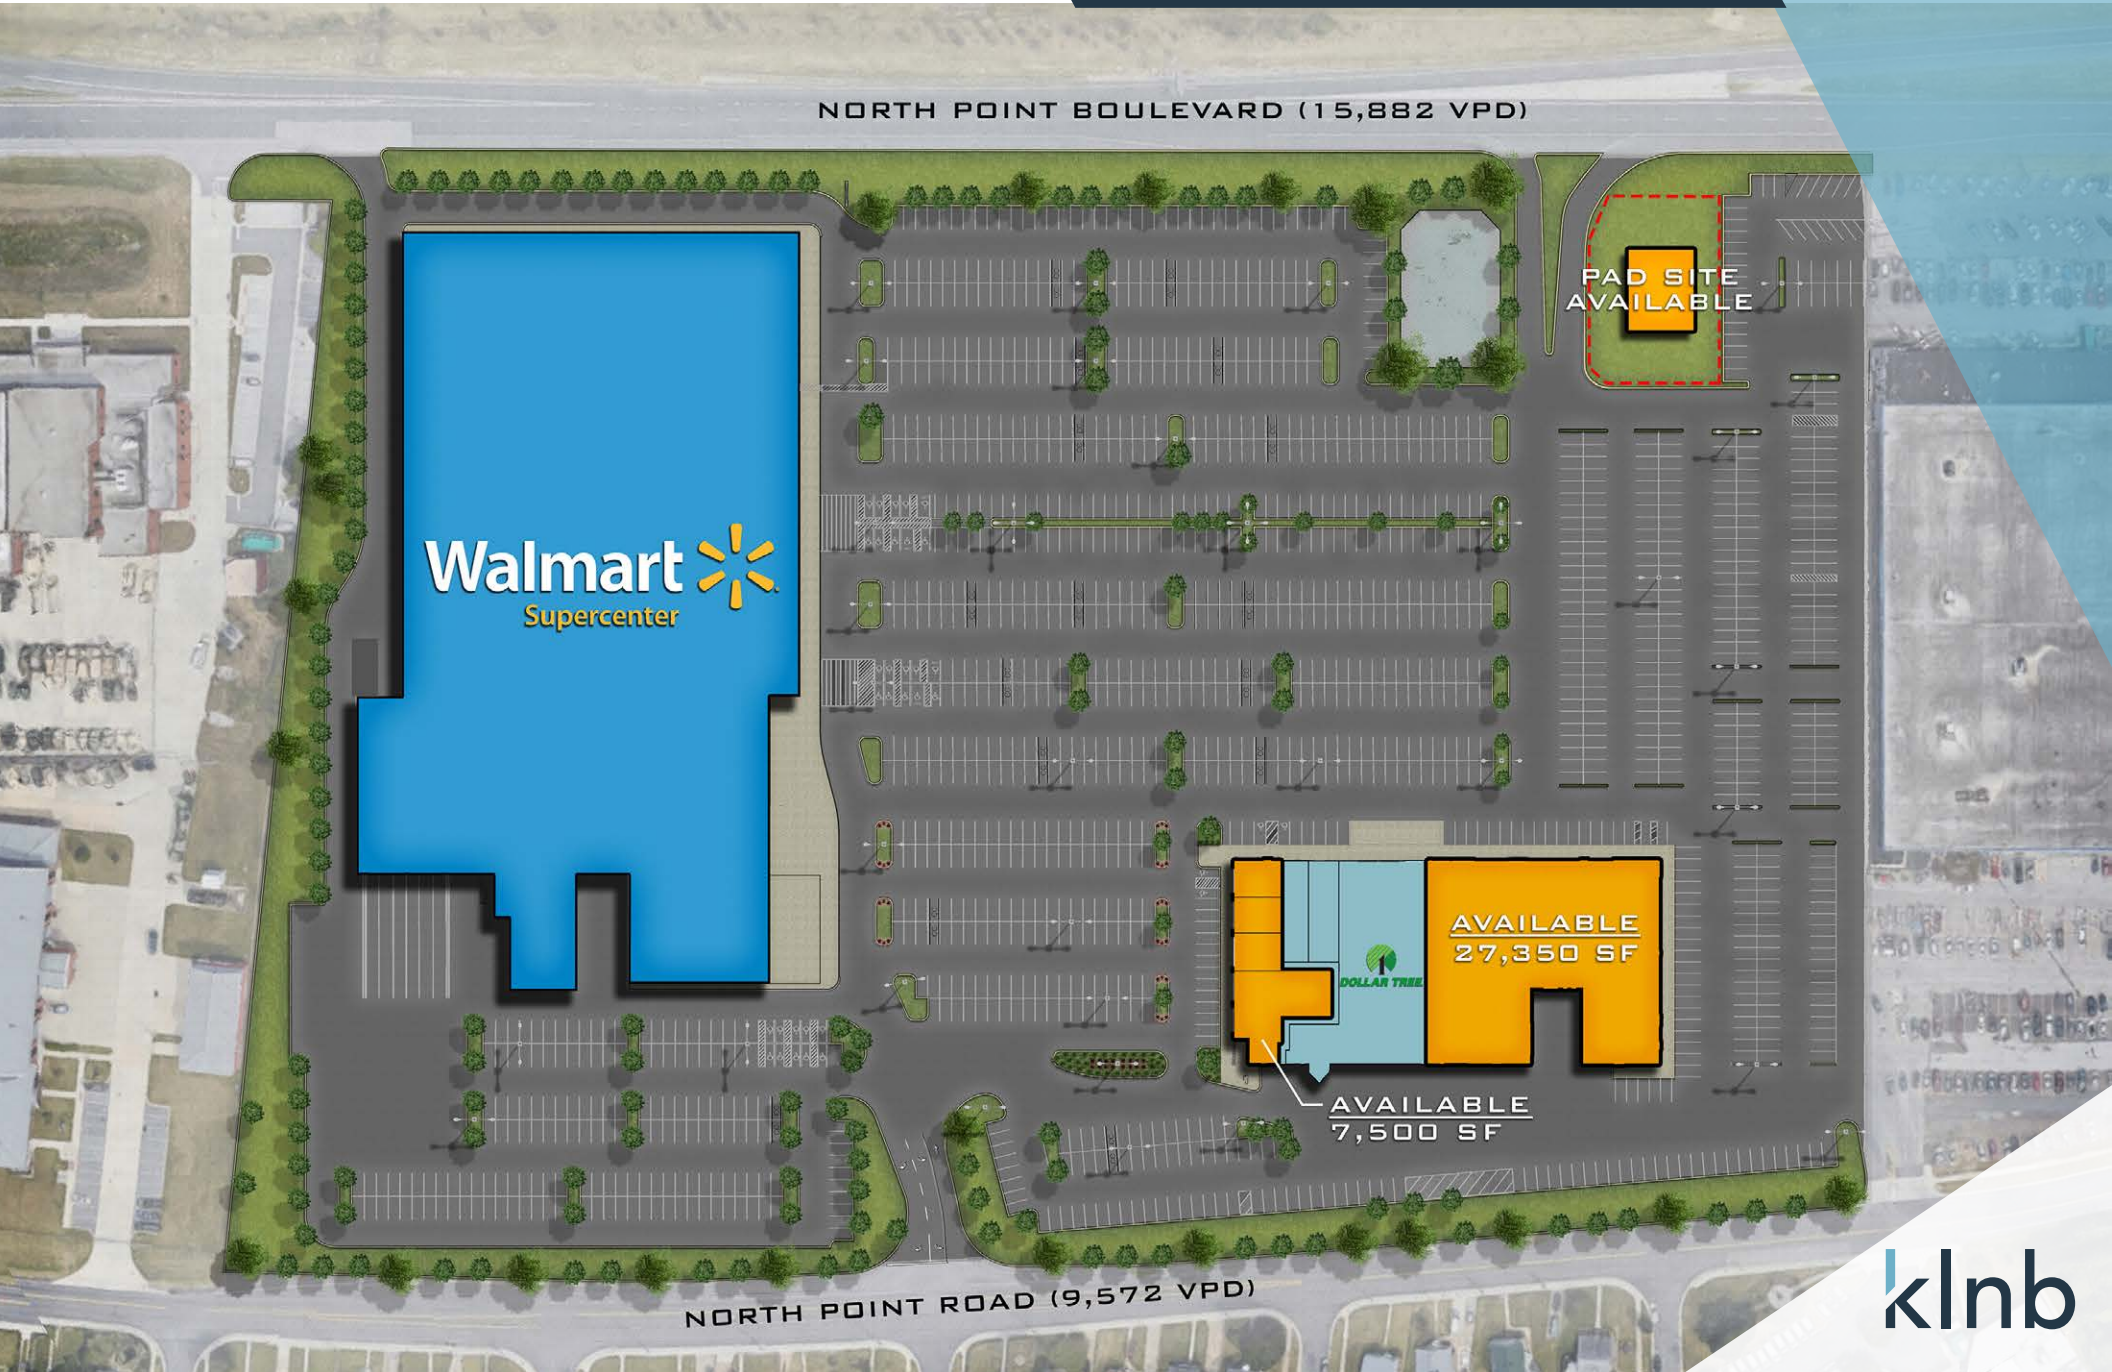 NORTH POINT BOULEVARD (15,882 VPD)
PAD SITE
AVAILABLE
Walmart
Supercenter
AVAILABLE
27,350 SF
DOLLAR TREE
AVAILABLE
7,500 SF
NORTH POINT ROAD (9,572 VPD)
klnb